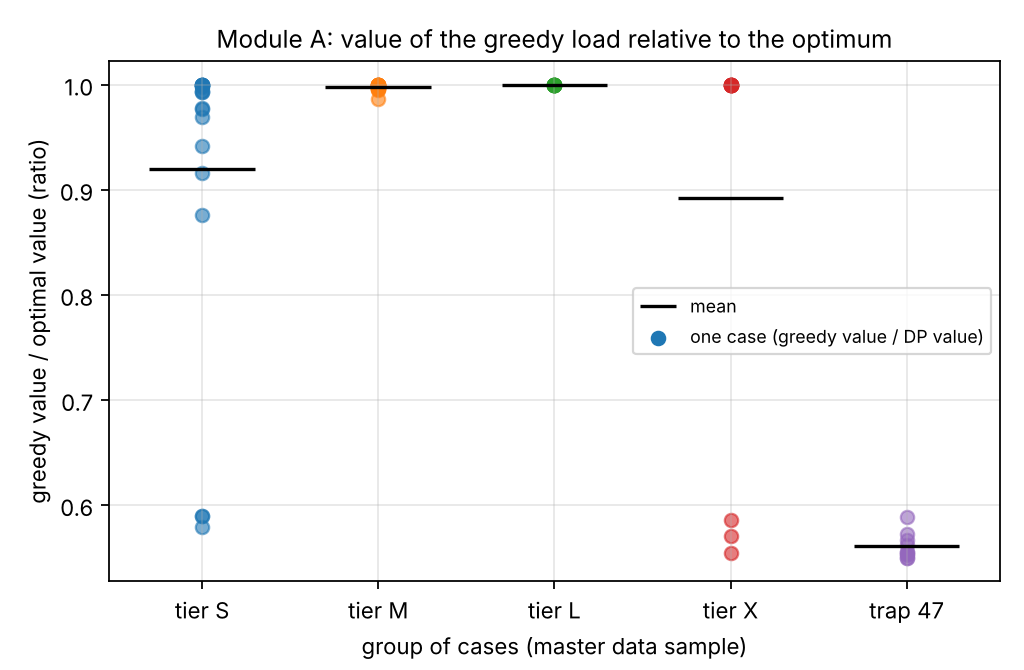 Module A: value of the greedy load relative to the optimum
greedy value / optimal value (ratio)
1.0
0.9
0.8
0.7
0.6
mean
one case (greedy value / DP value)
tier S
tier M
tier L
tier X
trap 47
group of cases (master data sample)